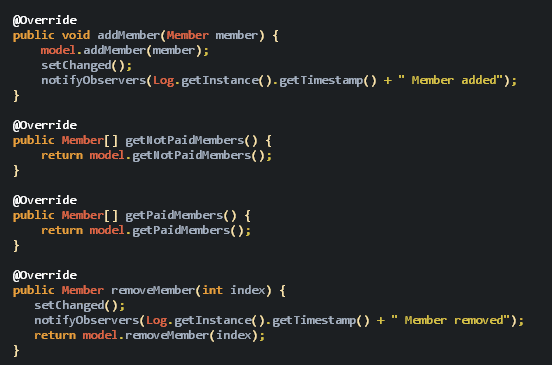 @Override
public void addMember(Member member) {
    model.addMember(member);
    setChanged();
    notifyObservers(Log.getInstance().getTimestamp() + " Member added");
}
@Override
public Member[] getNotPaidMembers() {
    return model.getNotPaidMembers();
}
@Override
public Member[] getPaidMembers() {
    return model.getPaidMembers();
}
@Override
public Member removeMember(int index) {
   setChanged();
   notifyObservers(Log.getInstance().getTimestamp() + " Member removed");
   return model.removeMember(index);
}